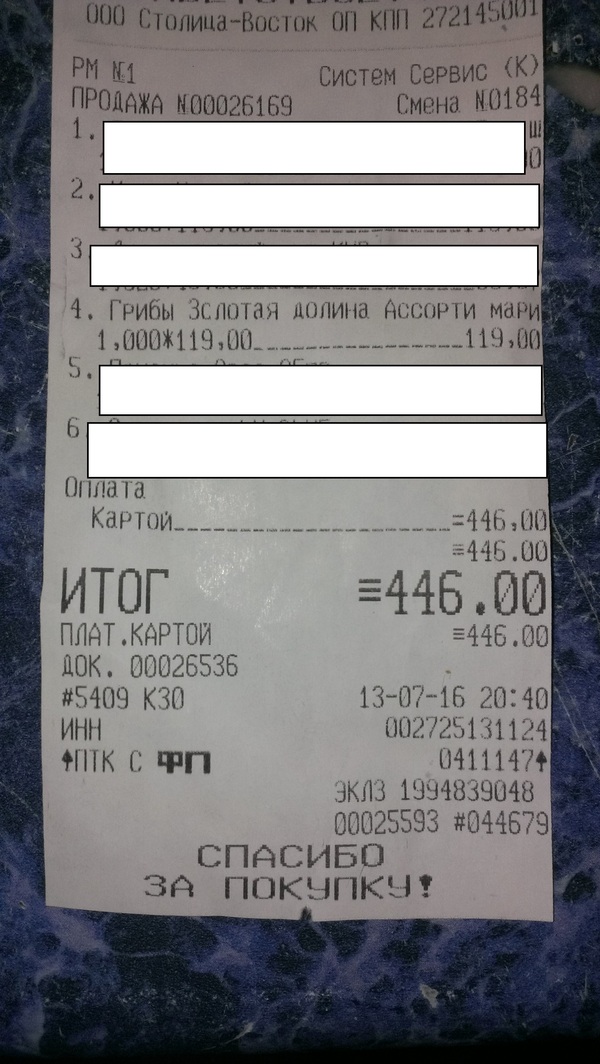 ООО Столица-Восток ОП КПП 272145001
РМ №1 Систем Сервис (К)
ПРОДАЖА №00026169 Смена №0184
1.
2.
3
4. Грибы Зслотая долина Ассорти мари
1,000*119,00_________________119,00
5.
6
Оплата
Картой______________________=446,00
≡446.00
ИТОГ ≡446.00
ПЛАТ.КАРТОЙ ≡446.00
ДОК. 00026536
#5409 К30 13-07-16 20:40
ИНН 002725131124
↑ПТК С ФП 0411147↑
ЭКЛЗ 1994839048
00025593 #044679
СПАСИБО
ЗА ПОКУПКУ!